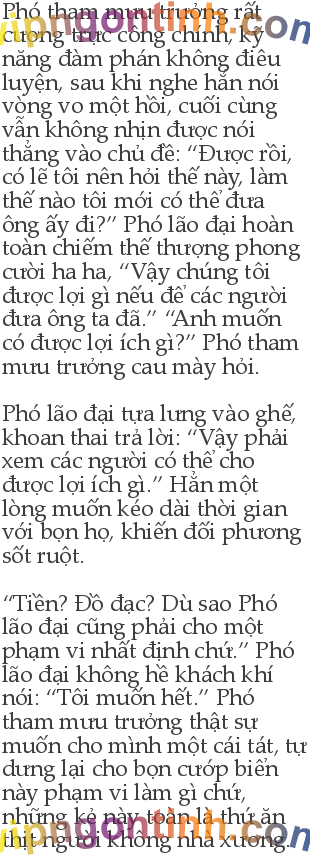 Phó tham mưu trưởng rất
vipngontinh.com
cương trực công chính, kỹ
năng đàm phán không điêu
luyện, sau khi nghe hắn nói
vòng vo một hồi, cuối cùng
vẫn không nhịn được nói
thẳng vào chủ đề: “Được rồi,
có lẽ tôi nên hỏi thế này, làm
thế nào tôi mới có thể đưa
ông ấy đi?” Phó lão đại hoàn
toàn chiếm thế thượng phong
cười ha ha, “Vậy chúng tôi
được lợi gì nếu để các người
đưa ông ta đã.” “Anh muốn
có được lợi ích gì?” Phó tham
mưu trưởng cau mày hỏi.
Phó lão đại tựa lưng vào ghế,
khoan thai trả lời: “Vậy phải
xem các người có thể cho
được lợi ích gì.” Hắn một
lòng muốn kéo dài thời gian
với bọn họ, khiến đối phương
sốt ruột.
“Tiền? Đồ đạc? Dù sao Phó
lão đại cũng phải cho một
phạm vi nhất định chứ.” Phó
lão đại không hề khách khí
nói: “Tôi muốn hết.” Phó
tham mưu trưởng thật sự
muốn cho mình một cái tát, tự
dưng lại cho bọn cướp biển
này phạm vi làm gì chứ,
những kẻ này toàn là thứ ăn
vipngontinh.com
thịt người không nhả xương.